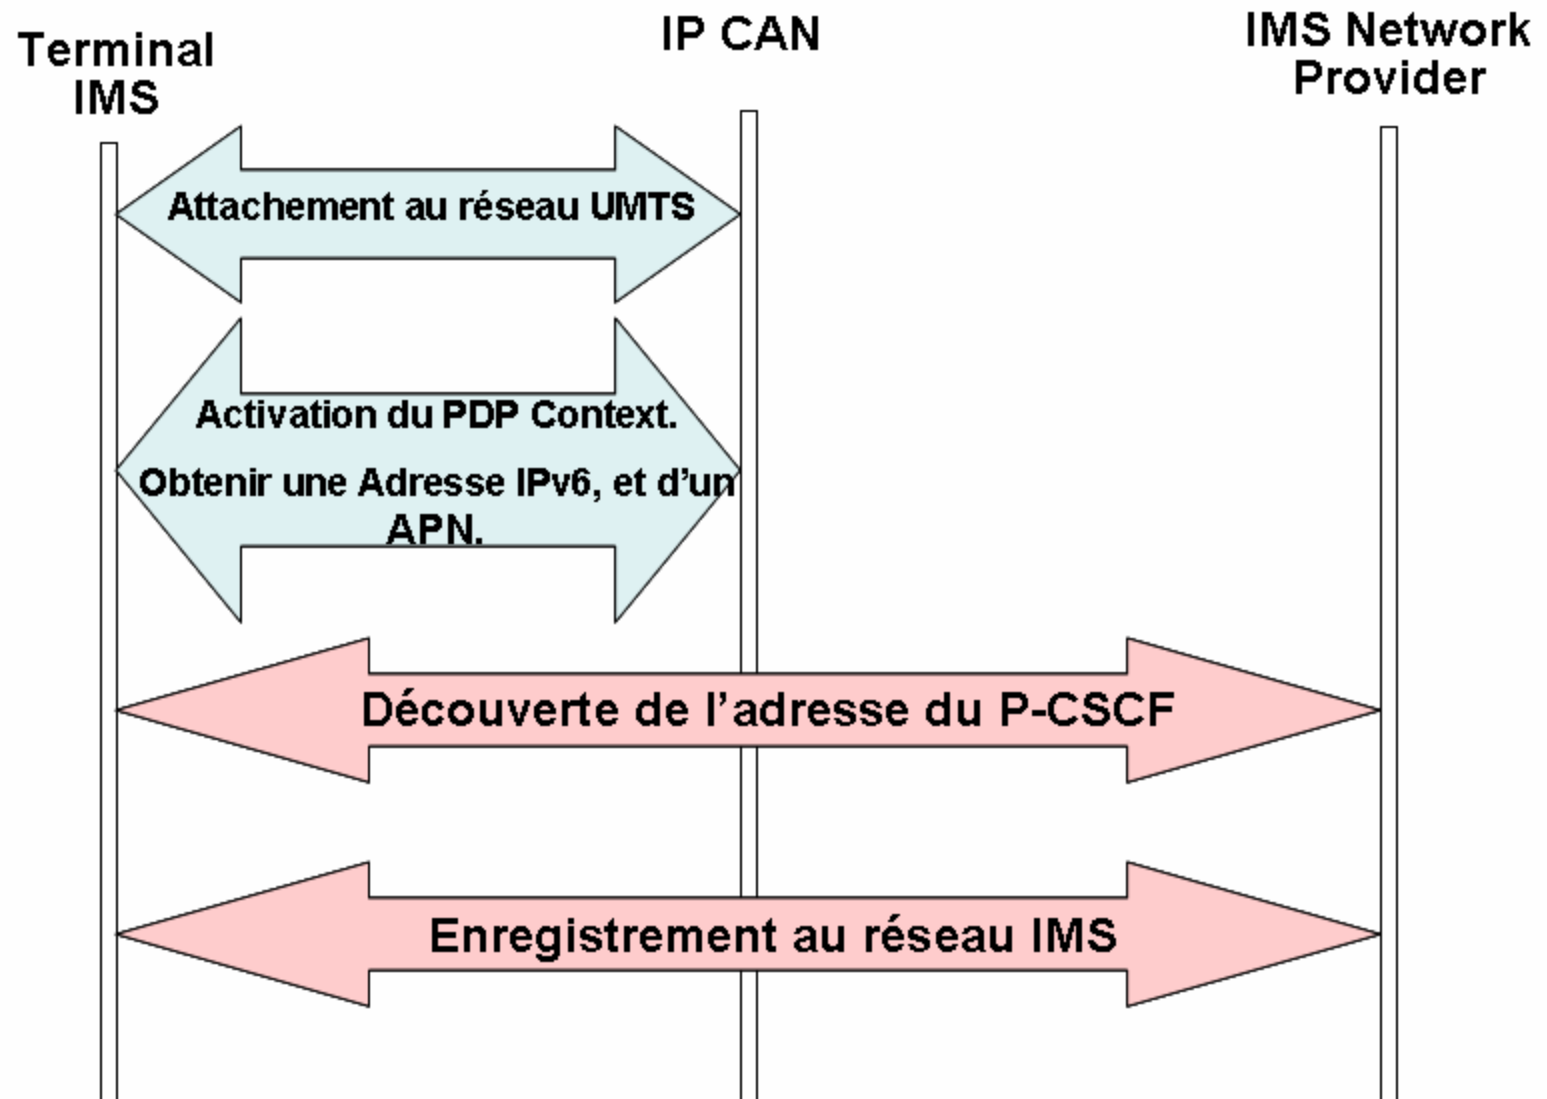 Terminal
IMS
IP CAN
IMS Network
Provider
Attachement au réseau UMTS
Activation du PDP Context.
Obtenir une Adresse IPv6, et d'un
APN.
Découverte de l'adresse du P-CSCF
Enregistrement au réseau IMS